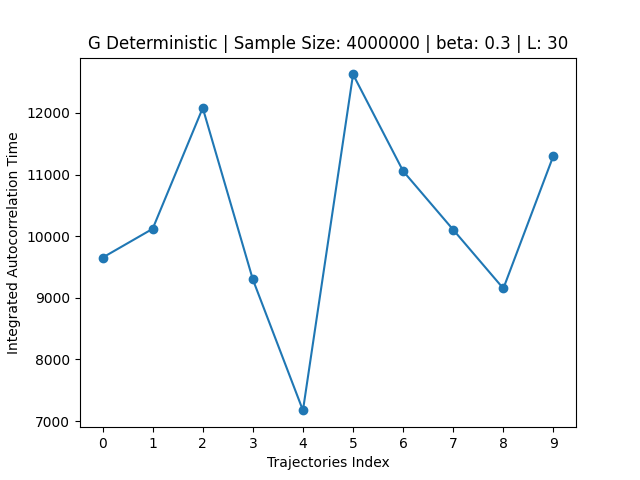 G Deterministic | Sample Size: 4000000 | beta: 0.3 | L: 30
Integrated Autocorrelation Time
12000
11000
10000
9000
8000
7000
0 1 2 3 4 5 6 7 8 9
Trajectories Index